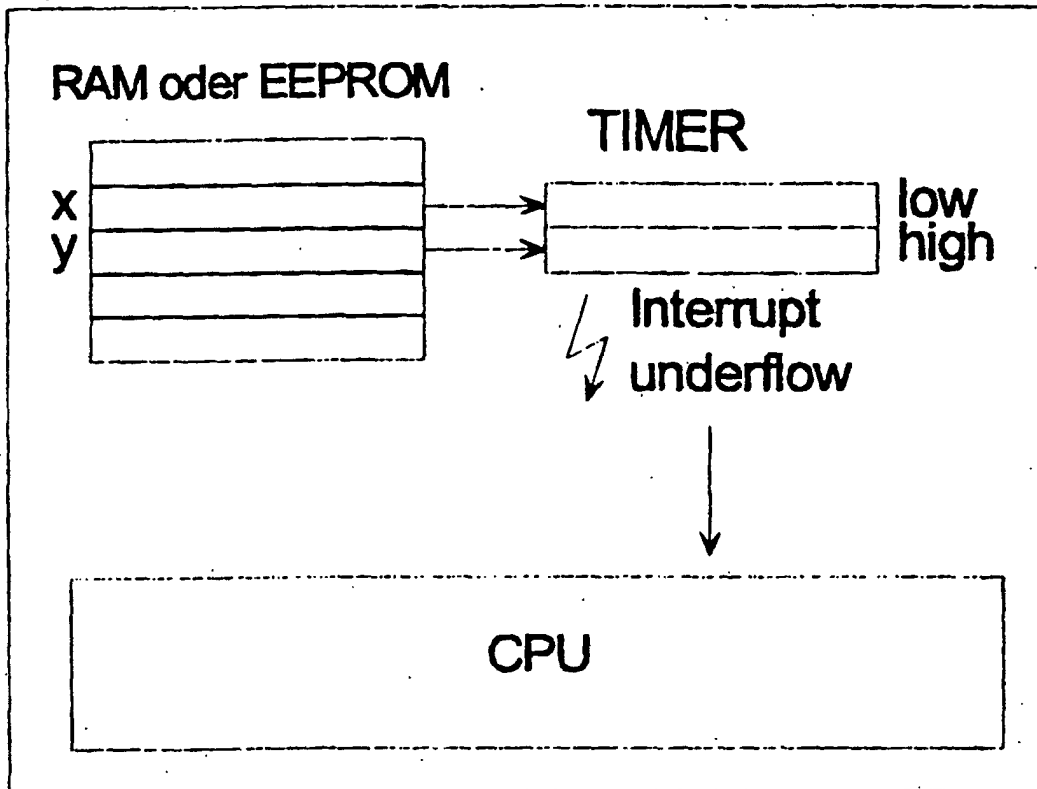 RAM oder EEPROM
TIMER
x
low
y
high
Interrupt
underflow
CPU